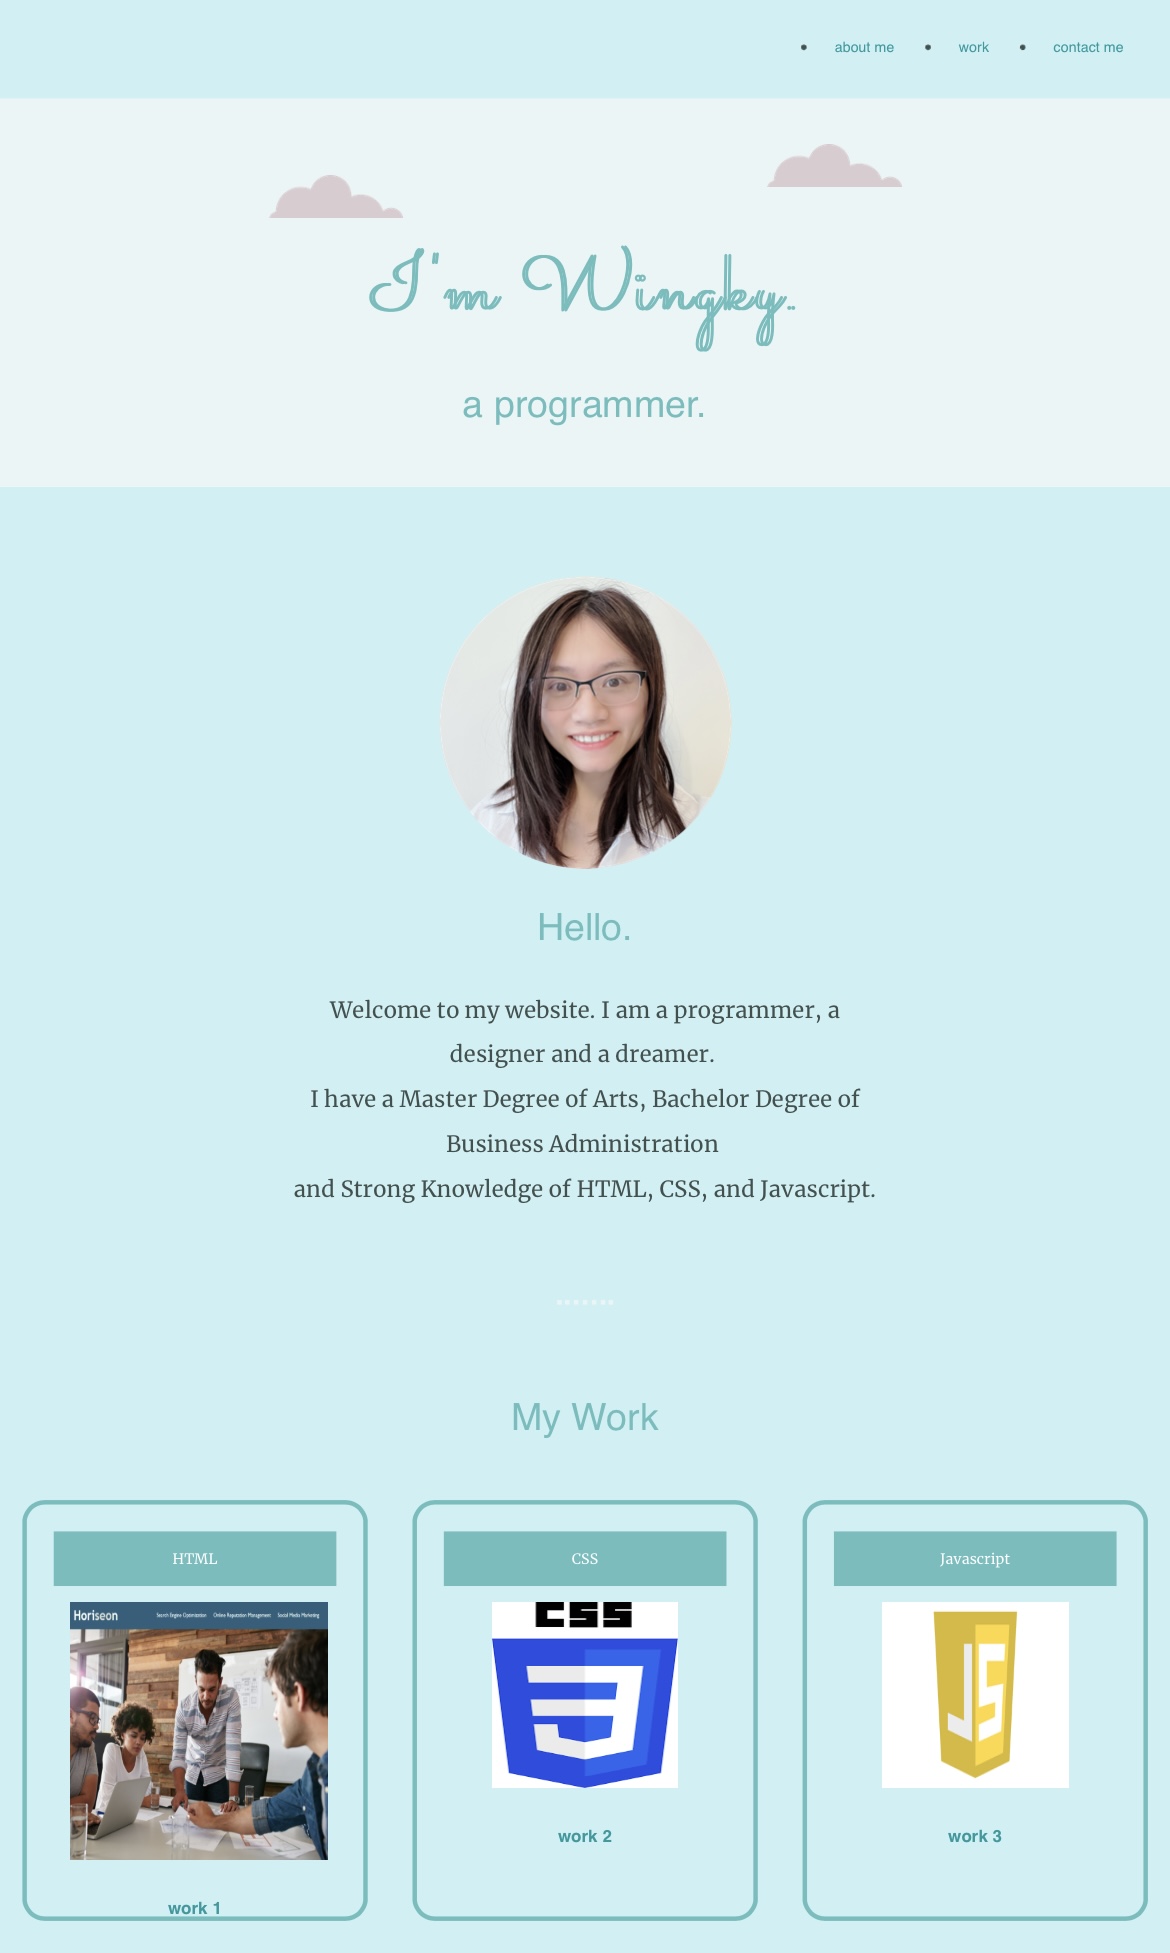 about me
work
contact me
I'm Wingky.
a programmer.
Hello.
Welcome to my website. I am a programmer, a
designer and a dreamer.
I have a Master Degree of Arts, Bachelor Degree of
Business Administration
and Strong Knowledge of HTML, CSS, and Javascript.
My Work
HTML
CSS
Javascript
Horiseon
Search Engine Optimization
Online Reputation Management
Social Media Marketing
CSS
3
JS
work 1
work 2
work 3